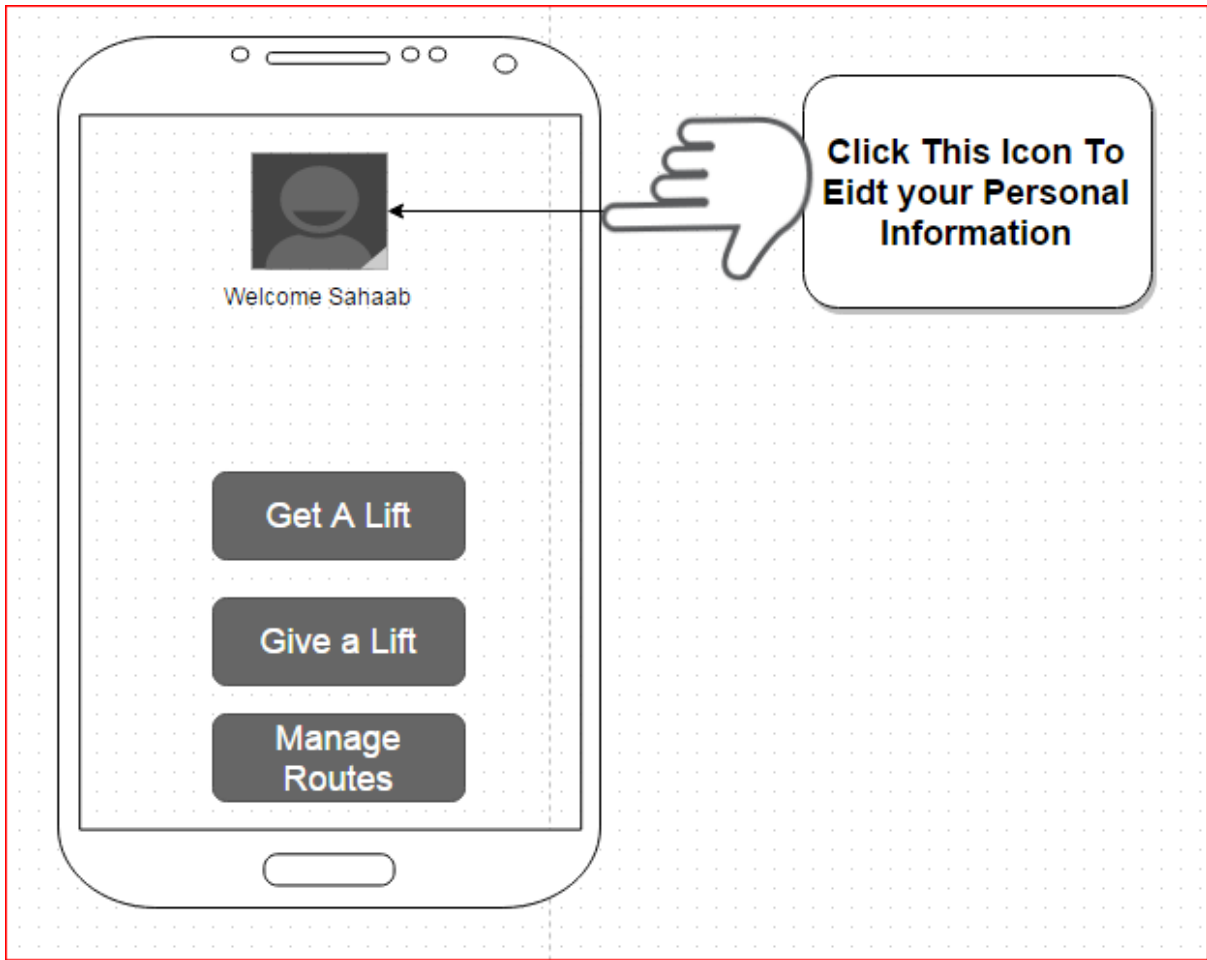 Click This Icon To
Eidt your Personal
Information
Welcome Sahaab
Get A Lift
Give a Lift
Manage
Routes